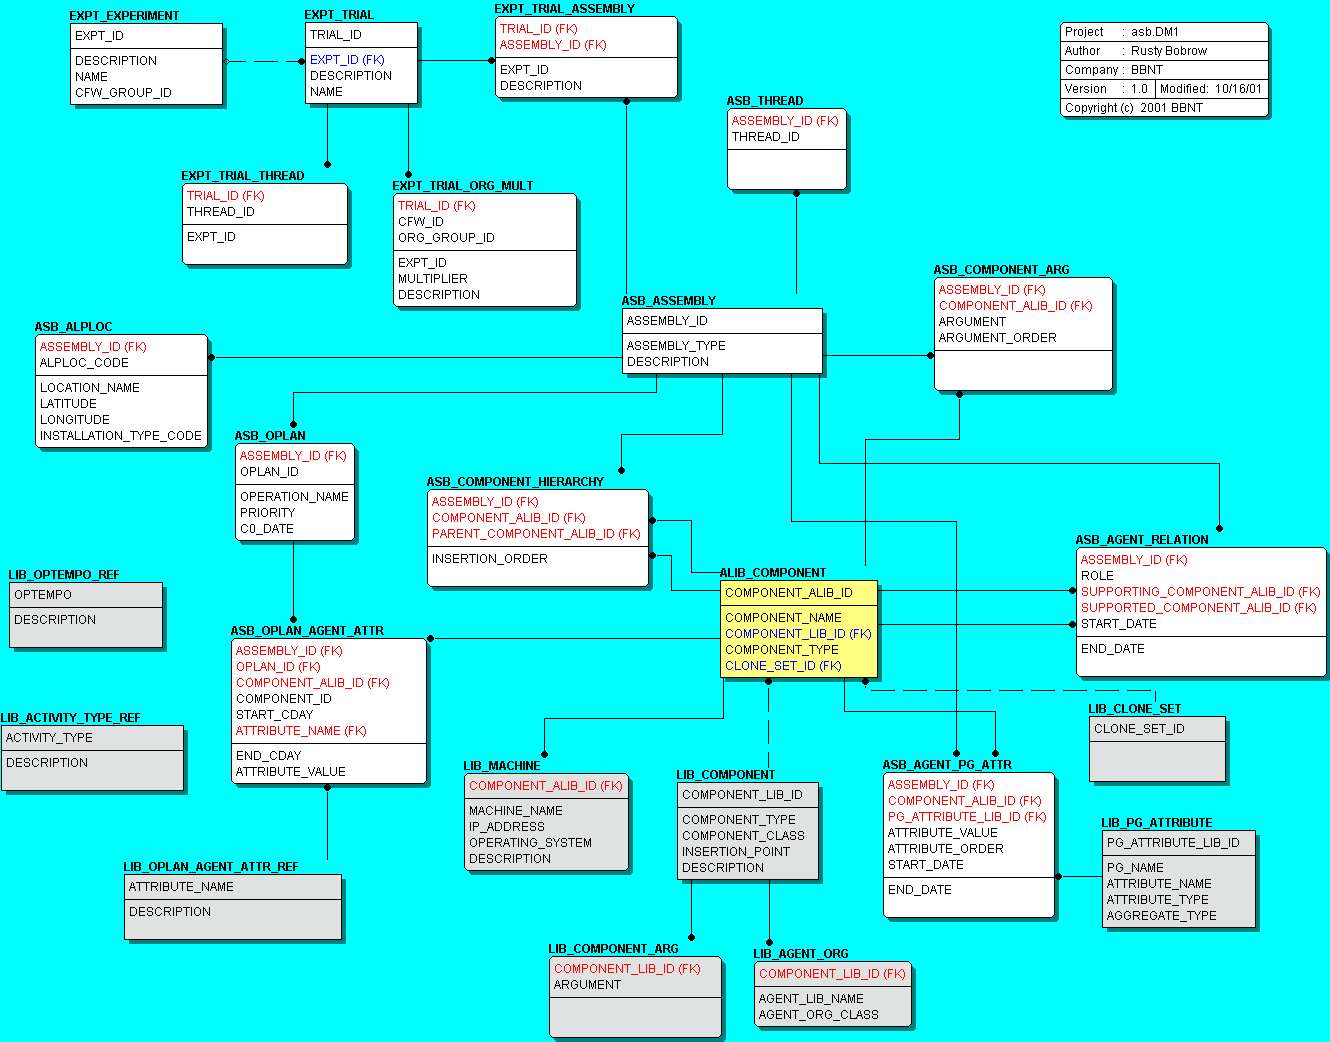 EXPT_EXPERIMENT
EXPT_ID
DESCRIPTION
NAME
CFW_GROUP_ID
EXPT_TRIAL
TRIAL_ID
EXPT_ID (FK)
DESCRIPTION
NAME
EXPT_TRIAL_ASSEMBLY
TRIAL_ID (FK)
ASSEMBLY_ID (FK)
EXPT_ID
DESCRIPTION
Project : asb.DM1
Author : Rusty Bobrow
Company : BBNT
Version : 1.0 Modified: 10/16/01
Copyright (c) 2001 BBNT
ASB_THREAD
ASSEMBLY_ID (FK)
THREAD_ID
EXPT_TRIAL_THREAD
TRIAL_ID (FK)
THREAD_ID
EXPT_ID
EXPT_TRIAL_ORG_MULT
TRIAL_ID (FK)
CFW_ID
ORG_GROUP_ID
EXPT_ID
MULTIPLIER
DESCRIPTION
ASB_COMPONENT_ARG
ASSEMBLY_ID (FK)
COMPONENT_ALIB_ID (FK)
ARGUMENT
ARGUMENT_ORDER
ASB_ASSEMBLY
ASSEMBLY_ID
ASSEMBLY_TYPE
DESCRIPTION
ASB_ALPLOC
ASSEMBLY_ID (FK)
ALPLOC_CODE
LOCATION_NAME
LATITUDE
LONGITUDE
INSTALLATION_TYPE_CODE
ASB_OPLAN
ASSEMBLY_ID (FK)
OPLAN_ID
OPERATION_NAME
PRIORITY
C0_DATE
ASB_COMPONENT_HIERARCHY
ASSEMBLY_ID (FK)
COMPONENT_ALIB_ID (FK)
PARENT_COMPONENT_ALIB_ID (FK)
INSERTION_ORDER
ASB_AGENT_RELATION
ASSEMBLY_ID (FK)
ROLE
SUPPORTING_COMPONENT_ALIB_ID (FK)
SUPPORTED_COMPONENT_ALIB_ID (FK)
START_DATE
END_DATE
ALIB_COMPONENT
COMPONENT_ALIB_ID
COMPONENT_NAME
COMPONENT_LIB_ID (FK)
COMPONENT_TYPE
CLONE_SET_ID (FK)
LIB_OPTEMPO_REF
OPTEMPO
DESCRIPTION
ASB_OPLAN_AGENT_ATTR
ASSEMBLY_ID (FK)
OPLAN_ID (FK)
COMPONENT_ALIB_ID (FK)
COMPONENT_ID
START_CDAY
ATTRIBUTE_NAME (FK)
END_CDAY
ATTRIBUTE_VALUE
LIB_ACTIVITY_TYPE_REF
ACTIVITY_TYPE
DESCRIPTION
LIB_CLONE_SET
CLONE_SET_ID
LIB_MACHINE
COMPONENT_ALIB_ID (FK)
MACHINE_NAME
IP_ADDRESS
OPERATING_SYSTEM
DESCRIPTION
LIB_COMPONENT
COMPONENT_LIB_ID
COMPONENT_TYPE
COMPONENT_CLASS
INSERTION_POINT
DESCRIPTION
ASB_AGENT_PG_ATTR
ASSEMBLY_ID (FK)
COMPONENT_ALIB_ID (FK)
PG_ATTRIBUTE_LIB_ID (FK)
ATTRIBUTE_VALUE
ATTRIBUTE_ORDER
START_DATE
END_DATE
LIB_PG_ATTRIBUTE
PG_ATTRIBUTE_LIB_ID
PG_NAME
ATTRIBUTE_NAME
ATTRIBUTE_TYPE
AGGREGATE_TYPE
LIB_OPLAN_AGENT_ATTR_REF
ATTRIBUTE_NAME
DESCRIPTION
LIB_COMPONENT_ARG
COMPONENT_LIB_ID (FK)
ARGUMENT
LIB_AGENT_ORG
COMPONENT_LIB_ID (FK)
AGENT_LIB_NAME
AGENT_ORG_CLASS